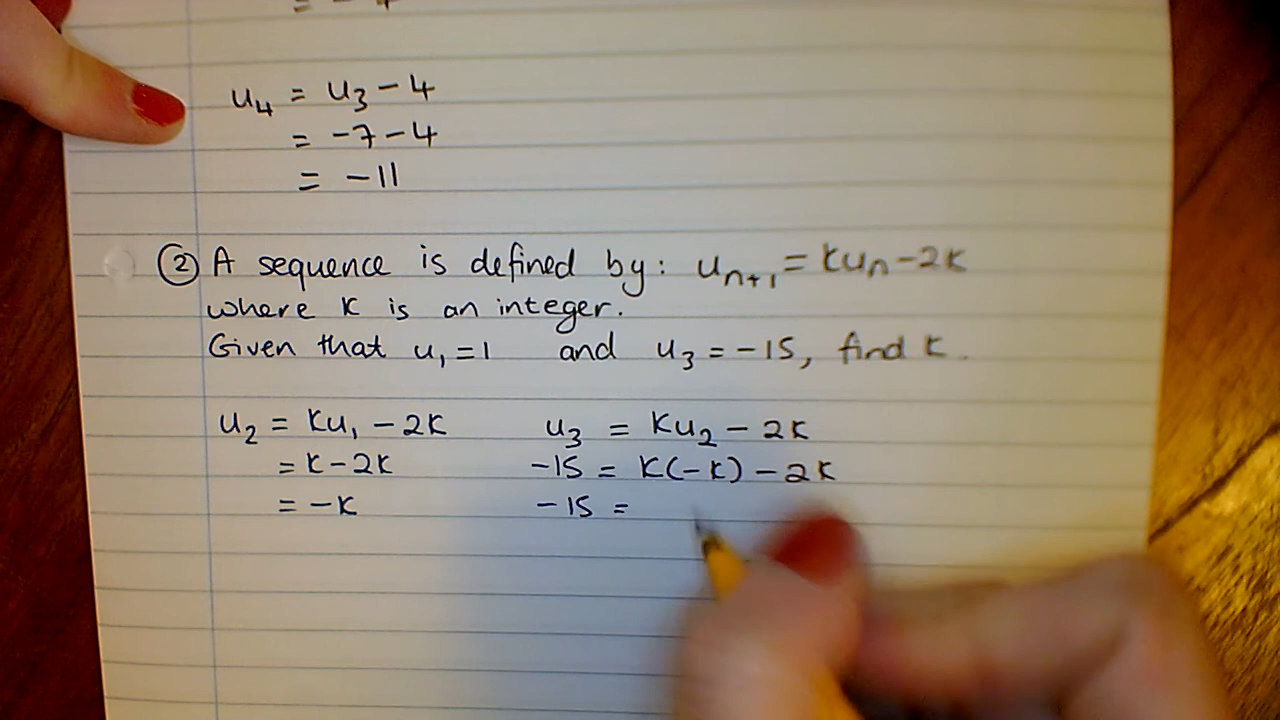 u₄ = u₃ - 4
= -7 - 4
= -11
② A sequence is defined by: uₙ₊₁ = kuₙ - 2k
where k is an integer.
Given that u₁ = 1 and u₃ = -15, find k.
u₂ = ku₁ - 2k
= k - 2k
= -k
u₃ = ku₂ - 2k
-15 = k(-k) - 2k
-15 =